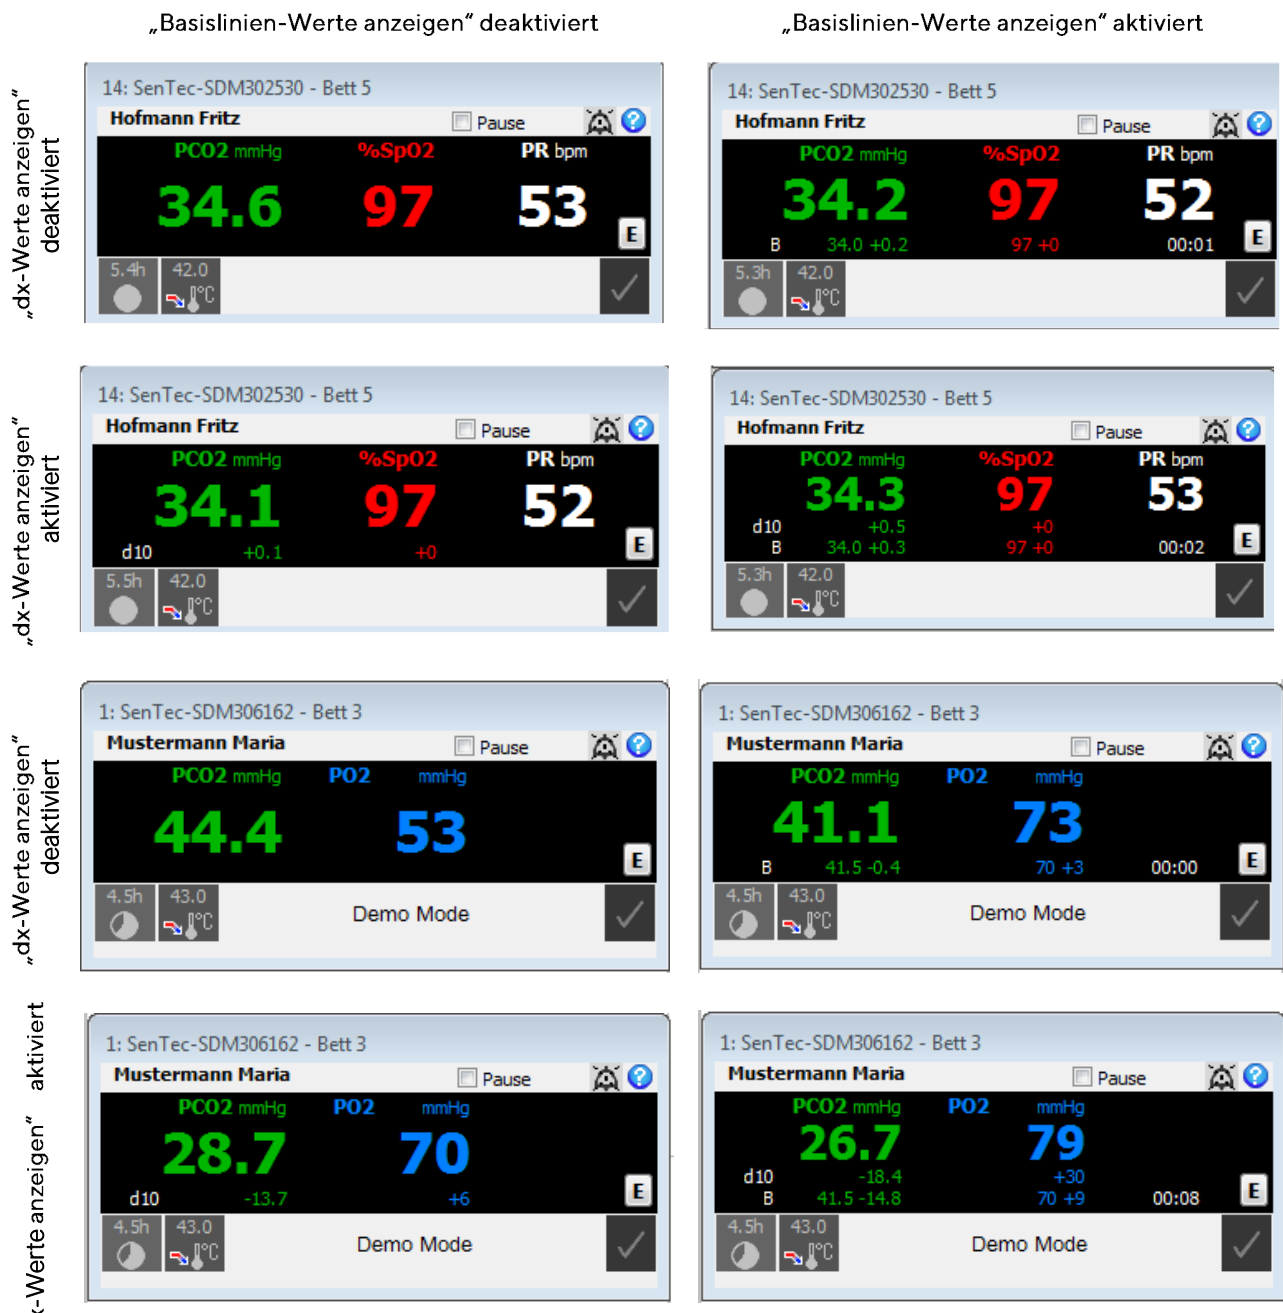 „Basislinien-Werte anzeigen“ deaktiviert
„Basislinien-Werte anzeigen“ aktiviert
„dx-Werte anzeigen“
deaktiviert
14: SenTec-SDM302530 - Bett 5
Hofmann Fritz Pause ?
PCO2 mmHg %SpO2 PR bpm
34.6 97 53
E
5.4h 42.0
°C
14: SenTec-SDM302530 - Bett 5
Hofmann Fritz Pause ?
PCO2 mmHg %SpO2 PR bpm
34.2 97 52
B 34.0 +0.2 97 +0 00:01 E
5.3h 42.0
°C
„dx-Werte anzeigen“
aktiviert
14: SenTec-SDM302530 - Bett 5
Hofmann Fritz Pause ?
PCO2 mmHg %SpO2 PR bpm
34.1 97 52
d10 +0.1 +0 E
5.5h 42.0
°C
14: SenTec-SDM302530 - Bett 5
Hofmann Fritz Pause ?
PCO2 mmHg %SpO2 PR bpm
34.3 97 53
d10 +0.5 +0
B 34.0 +0.3 97 +0 00:02 E
5.3h 42.0
°C
„dx-Werte anzeigen“
deaktiviert
1: SenTec-SDM306162 - Bett 3
Mustermann Maria Pause ?
PCO2 mmHg PO2 mmHg
44.4 53
E
4.5h 43.0
°C
Demo Mode
1: SenTec-SDM306162 - Bett 3
Mustermann Maria Pause ?
PCO2 mmHg PO2 mmHg
41.1 73
B 41.5 -0.4 70 +3 00:00 E
4.5h 43.0
°C
Demo Mode
x-Werte anzeigen“ aktiviert
1: SenTec-SDM306162 - Bett 3
Mustermann Maria Pause ?
PCO2 mmHg PO2 mmHg
28.7 70
d10 -13.7 +6 E
4.5h 43.0
°C
Demo Mode
1: SenTec-SDM306162 - Bett 3
Mustermann Maria Pause ?
PCO2 mmHg PO2 mmHg
26.7 79
d10 -18.4 +30
B 41.5 -14.8 70 +9 00:08 E
4.5h 43.0
°C
Demo Mode